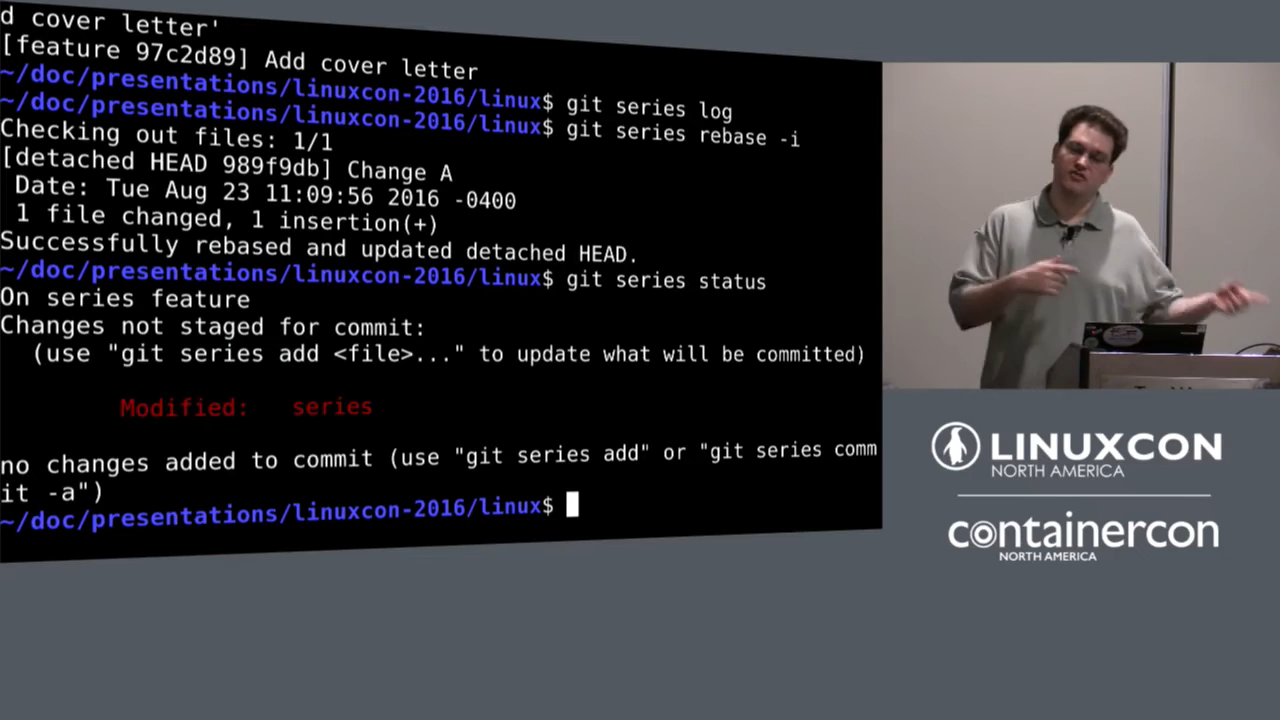 d cover letter'
[feature 97c2d89] Add cover letter
~/doc/presentations/linuxcon-2016/linux$ git series log
~/doc/presentations/linuxcon-2016/linux$ git series rebase -i
Checking out files: 1/1
[detached HEAD 989f9db] Change A
Date: Tue Aug 23 11:09:56 2016 -0400
1 file changed, 1 insertion(+)
Successfully rebased and updated detached HEAD.
~/doc/presentations/linuxcon-2016/linux$ git series status
On series feature
Changes not staged for commit:
(use "git series add <file>..." to update what will be committed)
Modified: series
no changes added to commit (use "git series add" or "git series comm
it -a")
~/doc/presentations/linuxcon-2016/linux$
LINUXCON
NORTH AMERICA
containercon
NORTH AMERICA